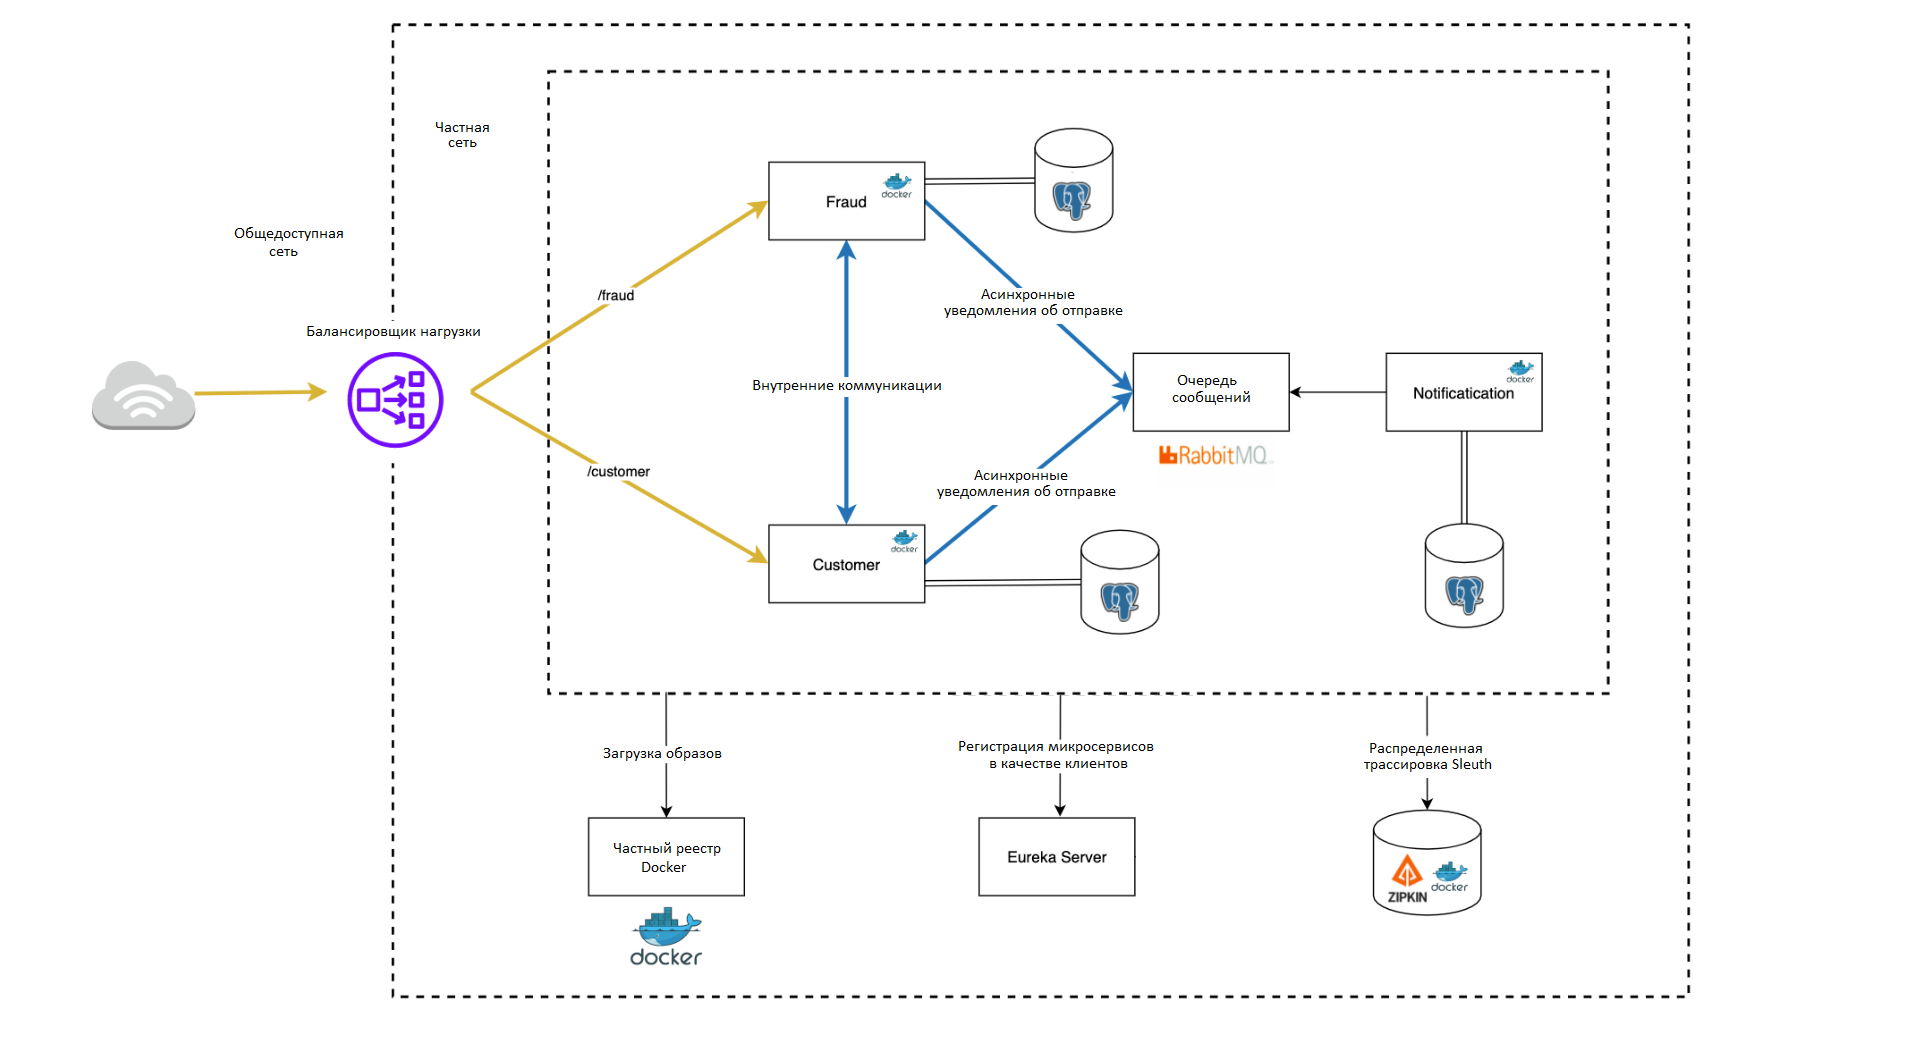 Частная
сеть
Общедоступная
сеть
Балансировщик нагрузки
/fraud
/customer
Fraud
docker
Асинхронные
уведомления об отправке
Внутренние коммуникации
Очередь
сообщений
RabbitMQ
Notificatication
docker
Асинхронные
уведомления об отправке
Customer
docker
Загрузка образов
Регистрация микросервисов
в качестве клиентов
Распределенная
трассировка Sleuth
Частный реестр
Docker
docker
Eureka Server
ZIPKIN
docker